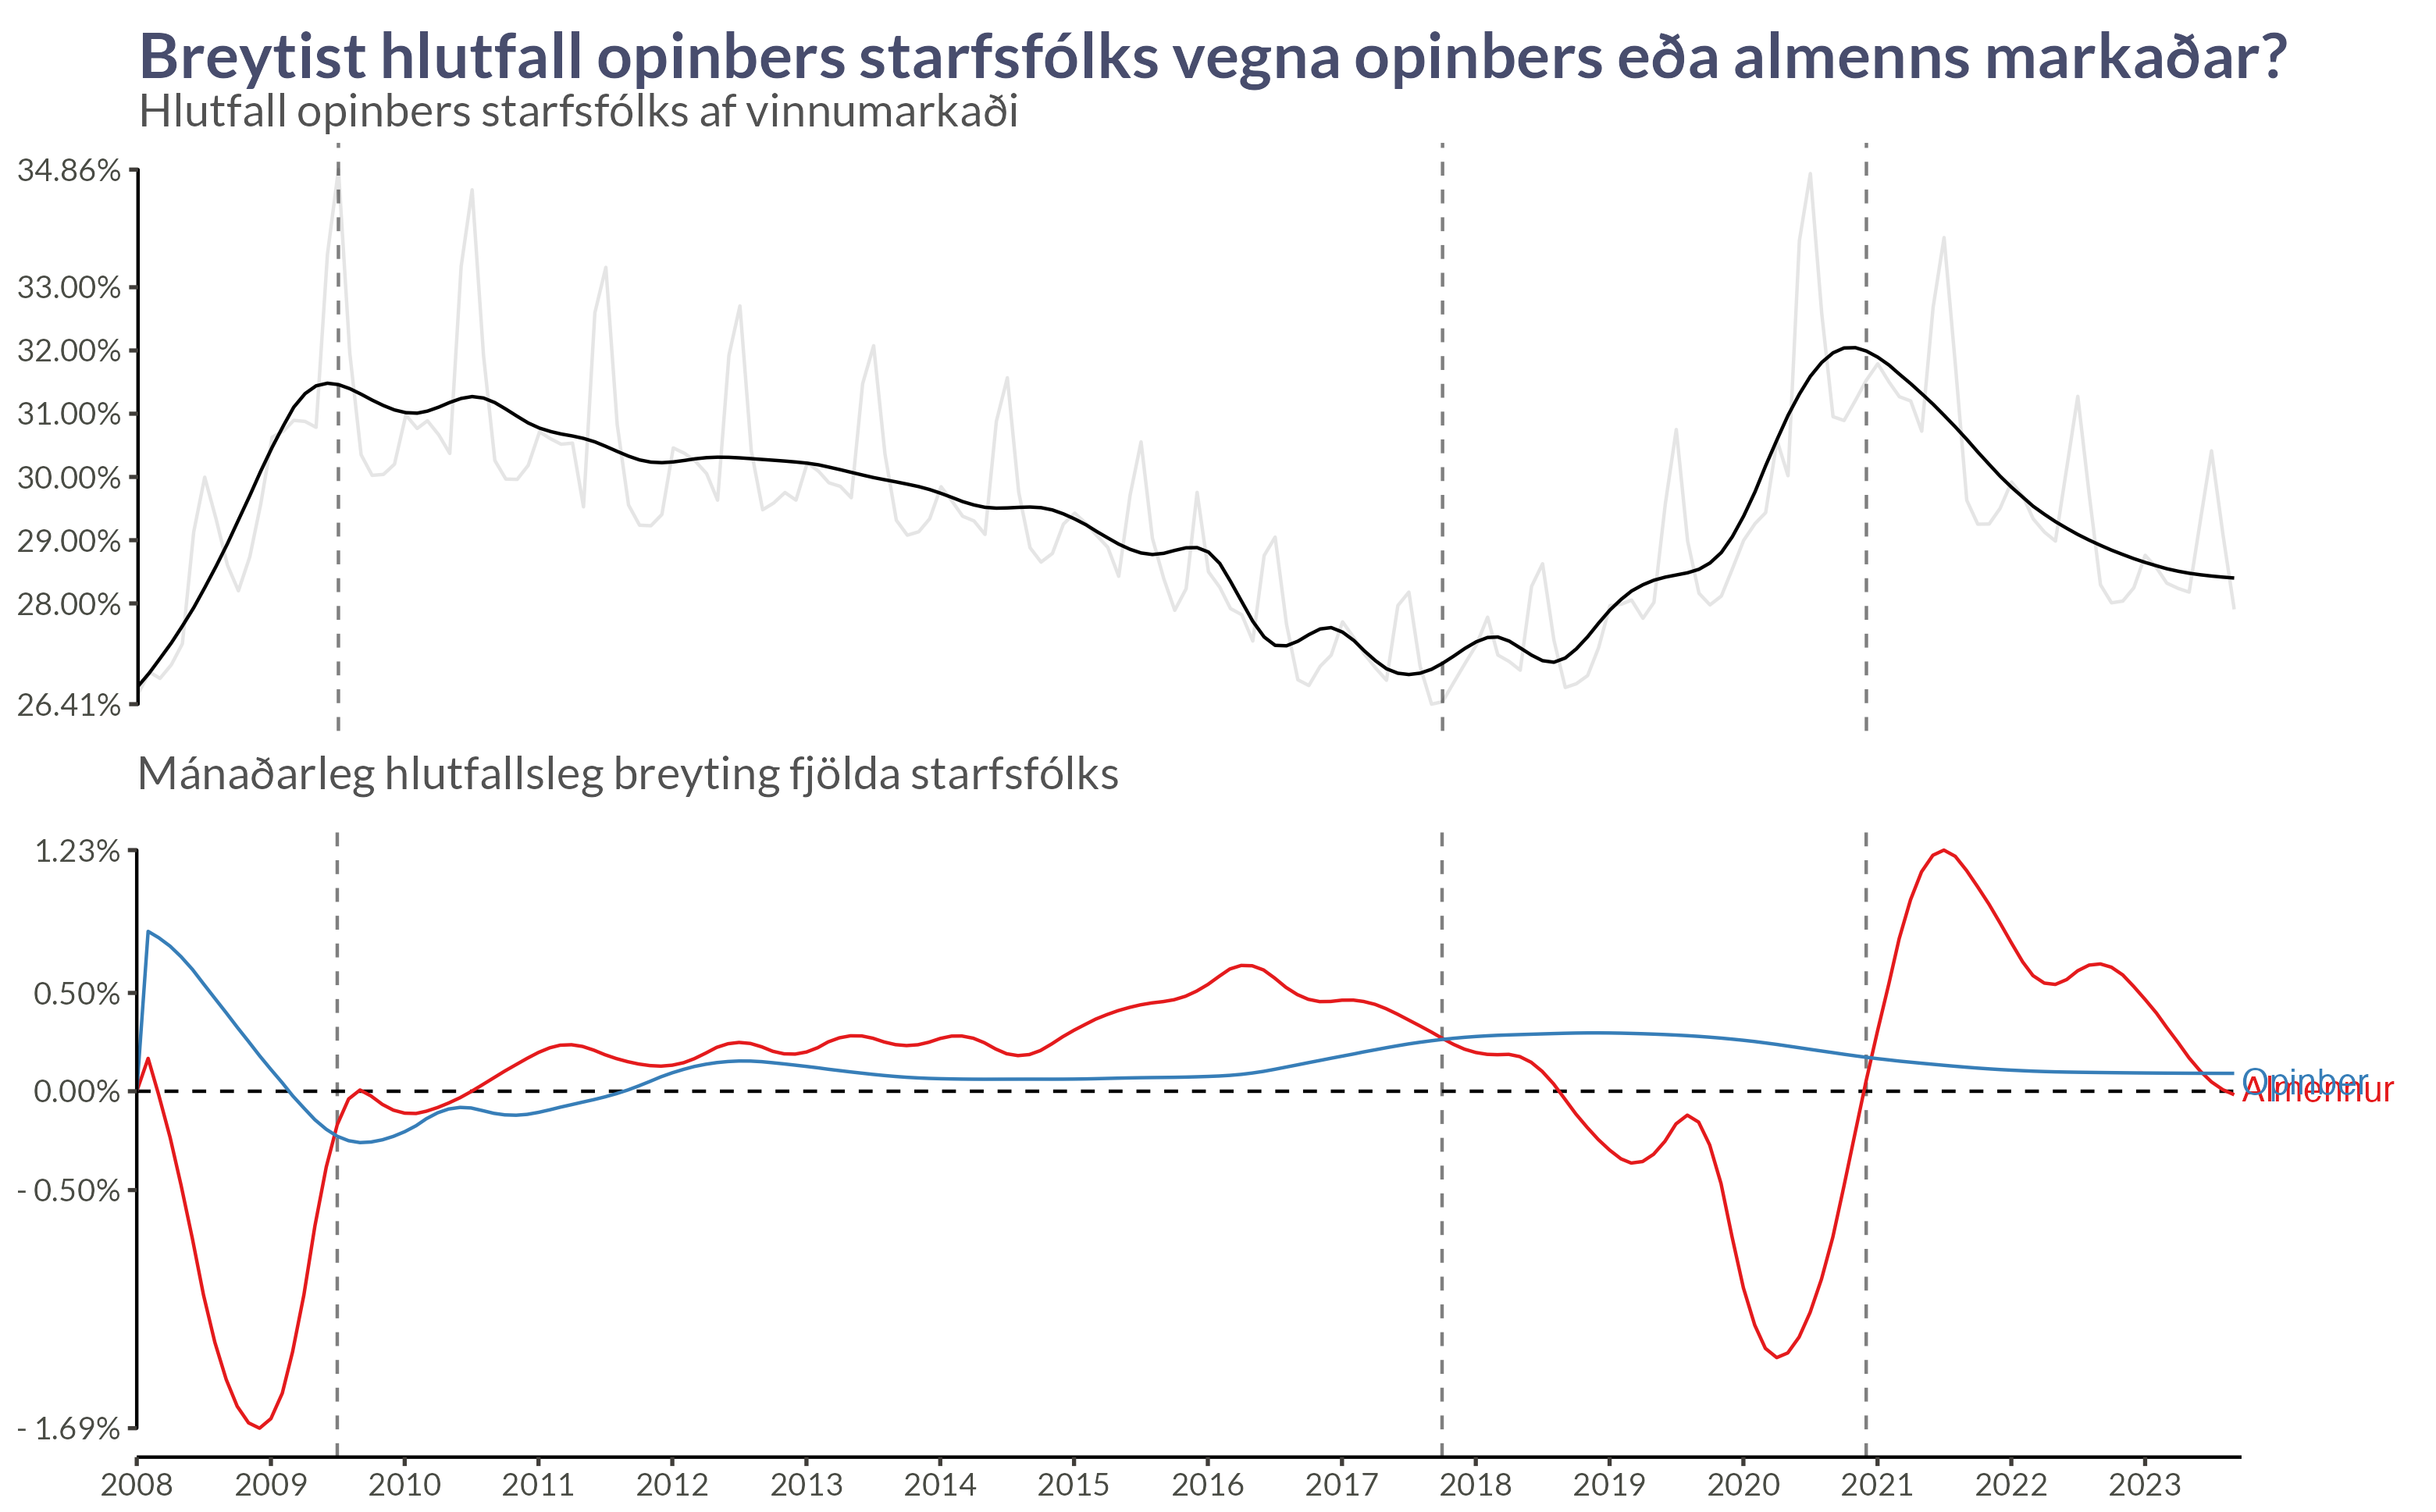 Breytist hlutfall opinbers starfsfólks vegna opinbers eða almenns markaðar?
Hlutfall opinbers starfsfólks af vinnumarkaði
34.86%
33.00%
32.00%
31.00%
30.00%
29.00%
28.00%
26.41%
Mánaðarleg hlutfallsleg breyting fjölda starfsfólks
1.23%
0.50%
0.00%
- 0.50%
- 1.69%
Opinber
Almennur
2008 2009 2010 2011 2012 2013 2014 2015 2016 2017 2018 2019 2020 2021 2022 2023